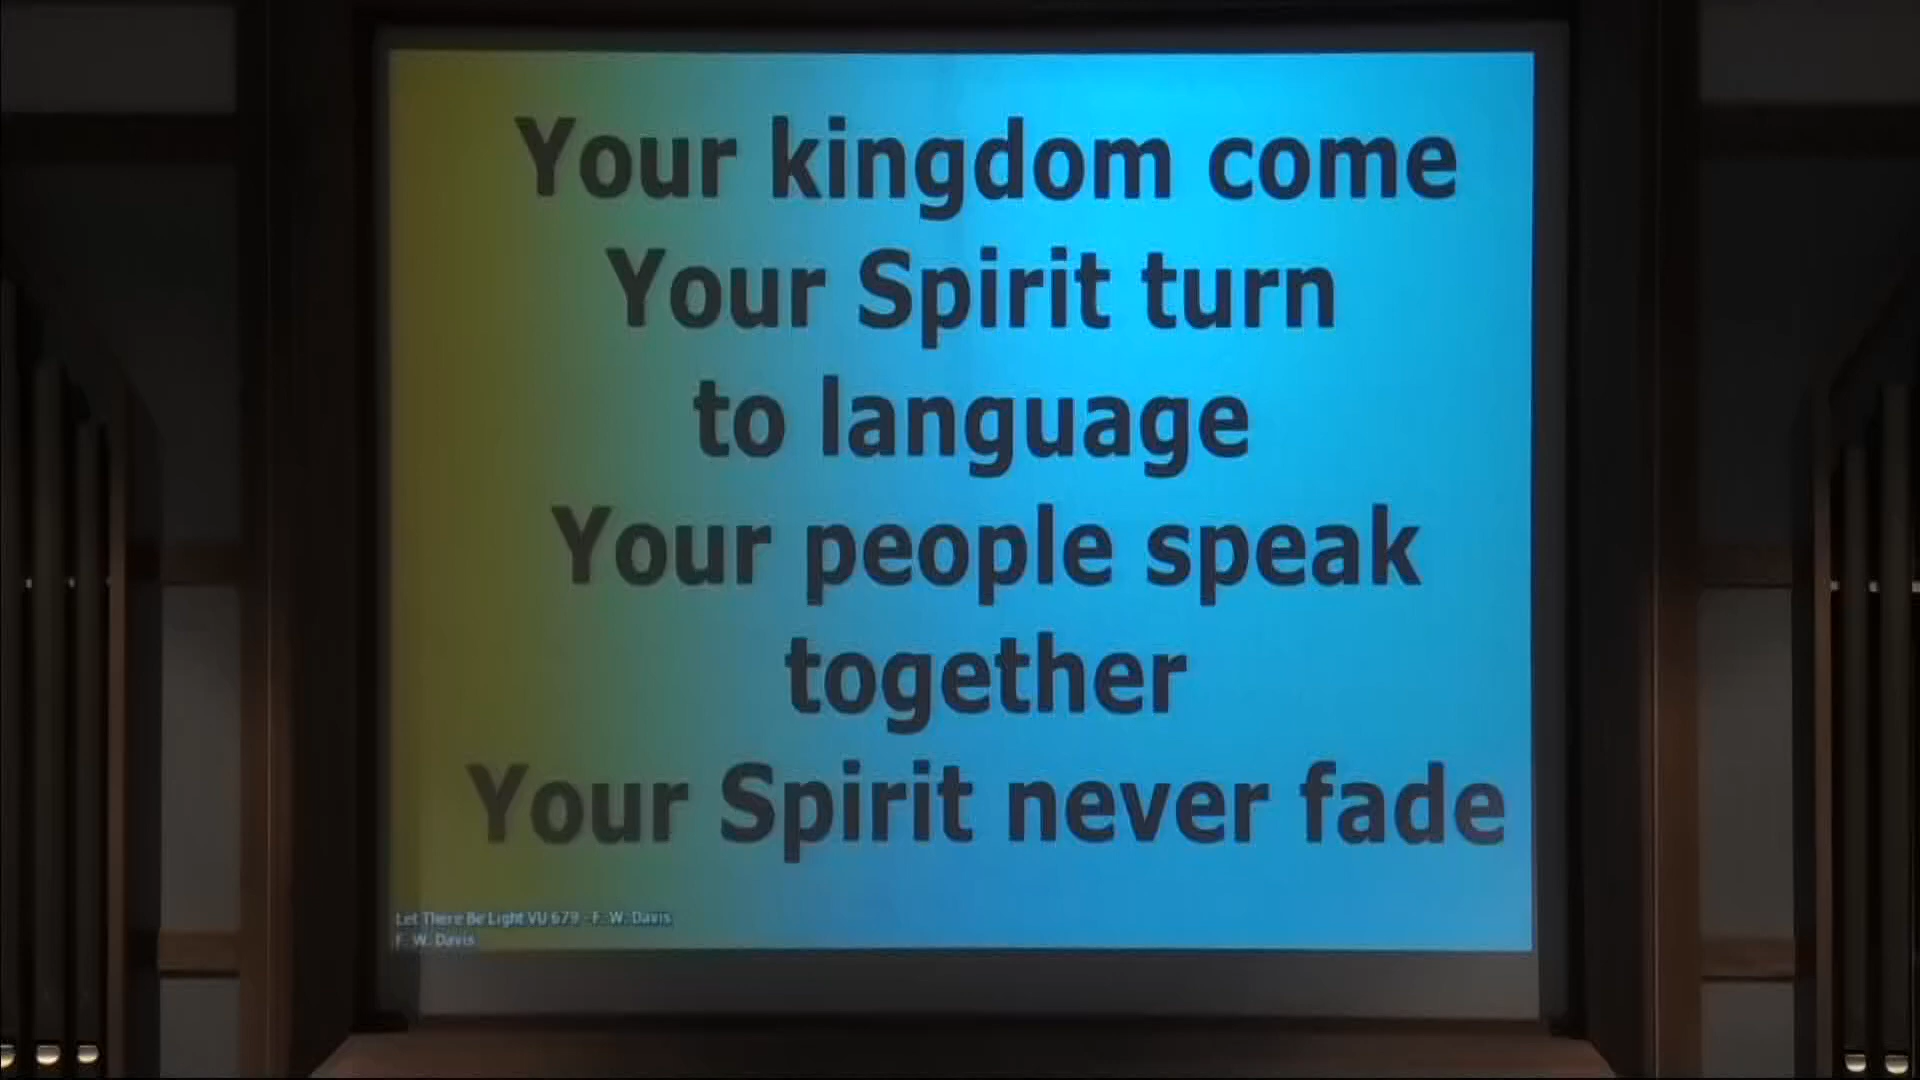 Your kingdom come
Your Spirit turn
to language
Your people speak
together
Your Spirit never fade
Let There Be Light VU 679 - F. W. Davis
F. W. Davis